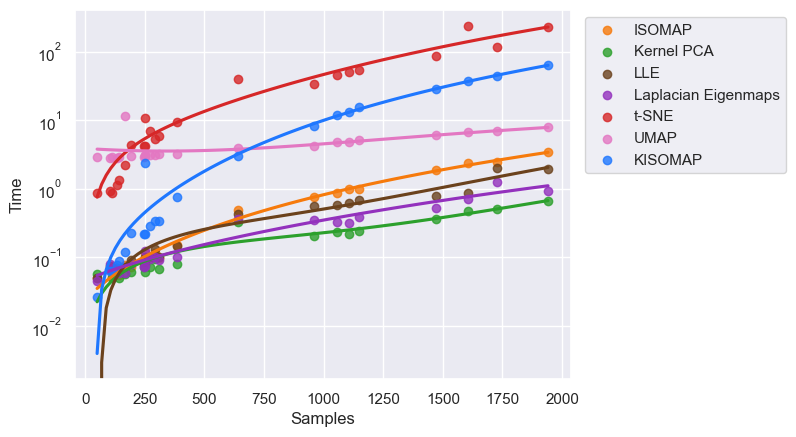 10²
10¹
10⁰
10⁻¹
10⁻²
Time
0
250
500
750
1000
1250
1500
1750
2000
Samples
ISOMAP
Kernel PCA
LLE
Laplacian Eigenmaps
t-SNE
UMAP
KISOMAP